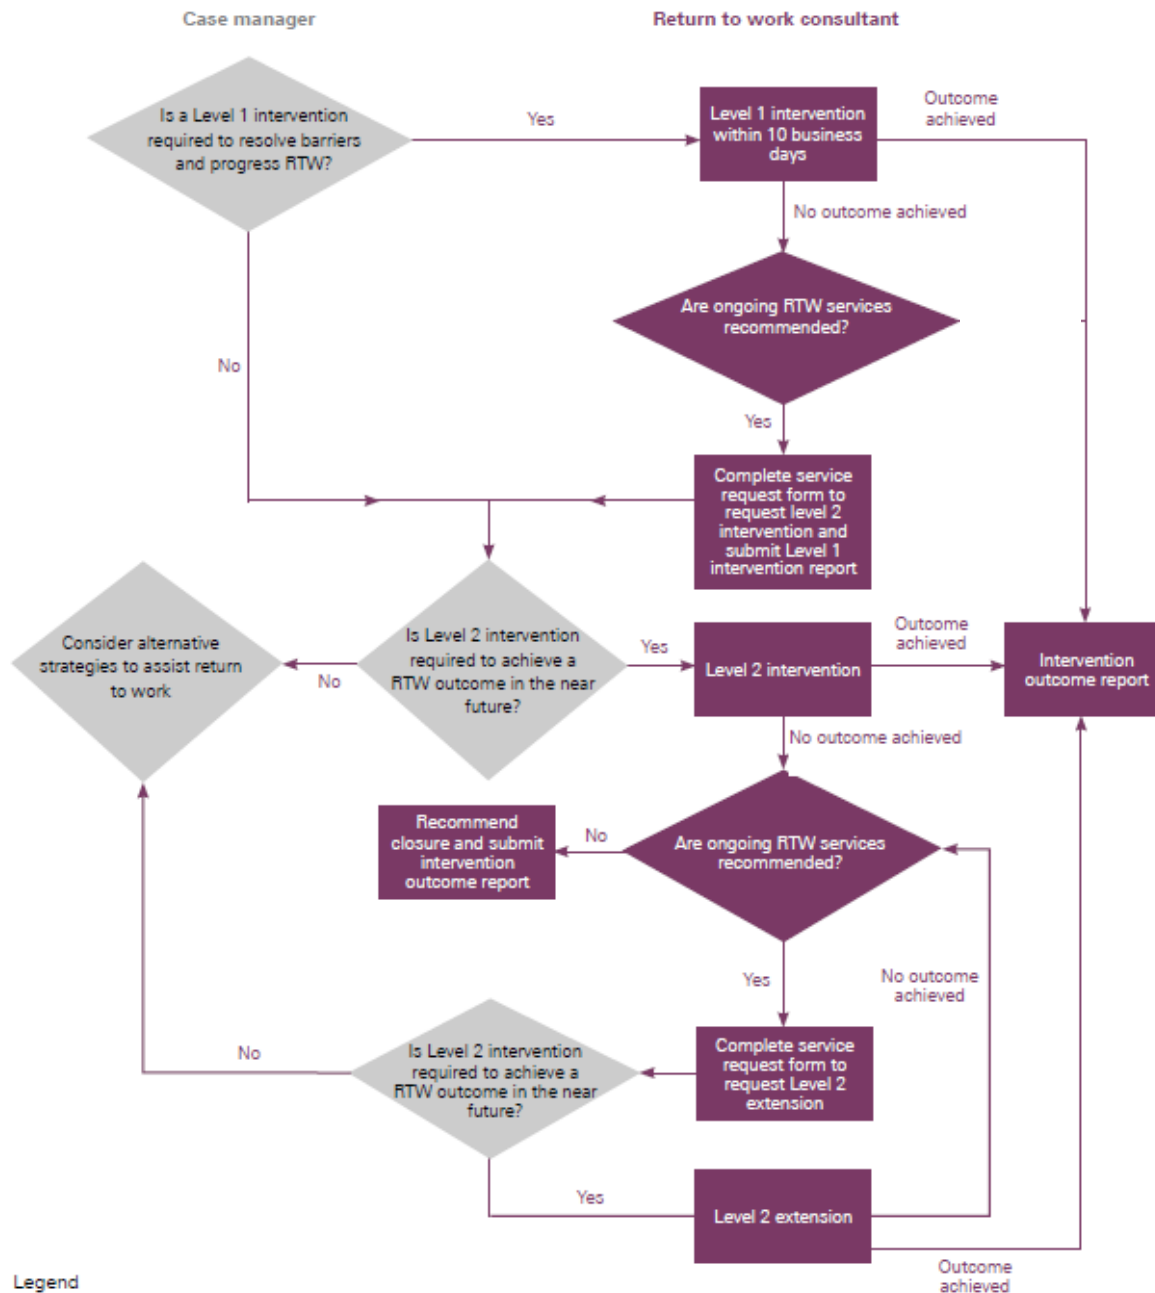 Case manager
Return to work consultant
Is a Level 1 intervention
required to resolve barriers
and progress RTW?
Yes
Level 1 intervention
within 10 business
days
Outcome
achieved
No outcome achieved
Are ongoing RTW services
recommended?
No
Yes
Complete service
request form to
request level 2
intervention and
submit Level 1
intervention report
Consider alternative
strategies to assist return
to work
No
Is Level 2 intervention
required to achieve a
RTW outcome in the near
future?
Yes
Level 2 intervention
Outcome
achieved
Intervention
outcome report
No outcome achieved
Recommend
closure and submit
intervention
outcome report
No
Are ongoing RTW services
recommended?
Yes
No outcome
achieved
No
Is Level 2 intervention
required to achieve a
RTW outcome in the near
future?
Complete service
request form to
request Level 2
extension
Yes
Level 2 extension
Outcome
achieved
Legend